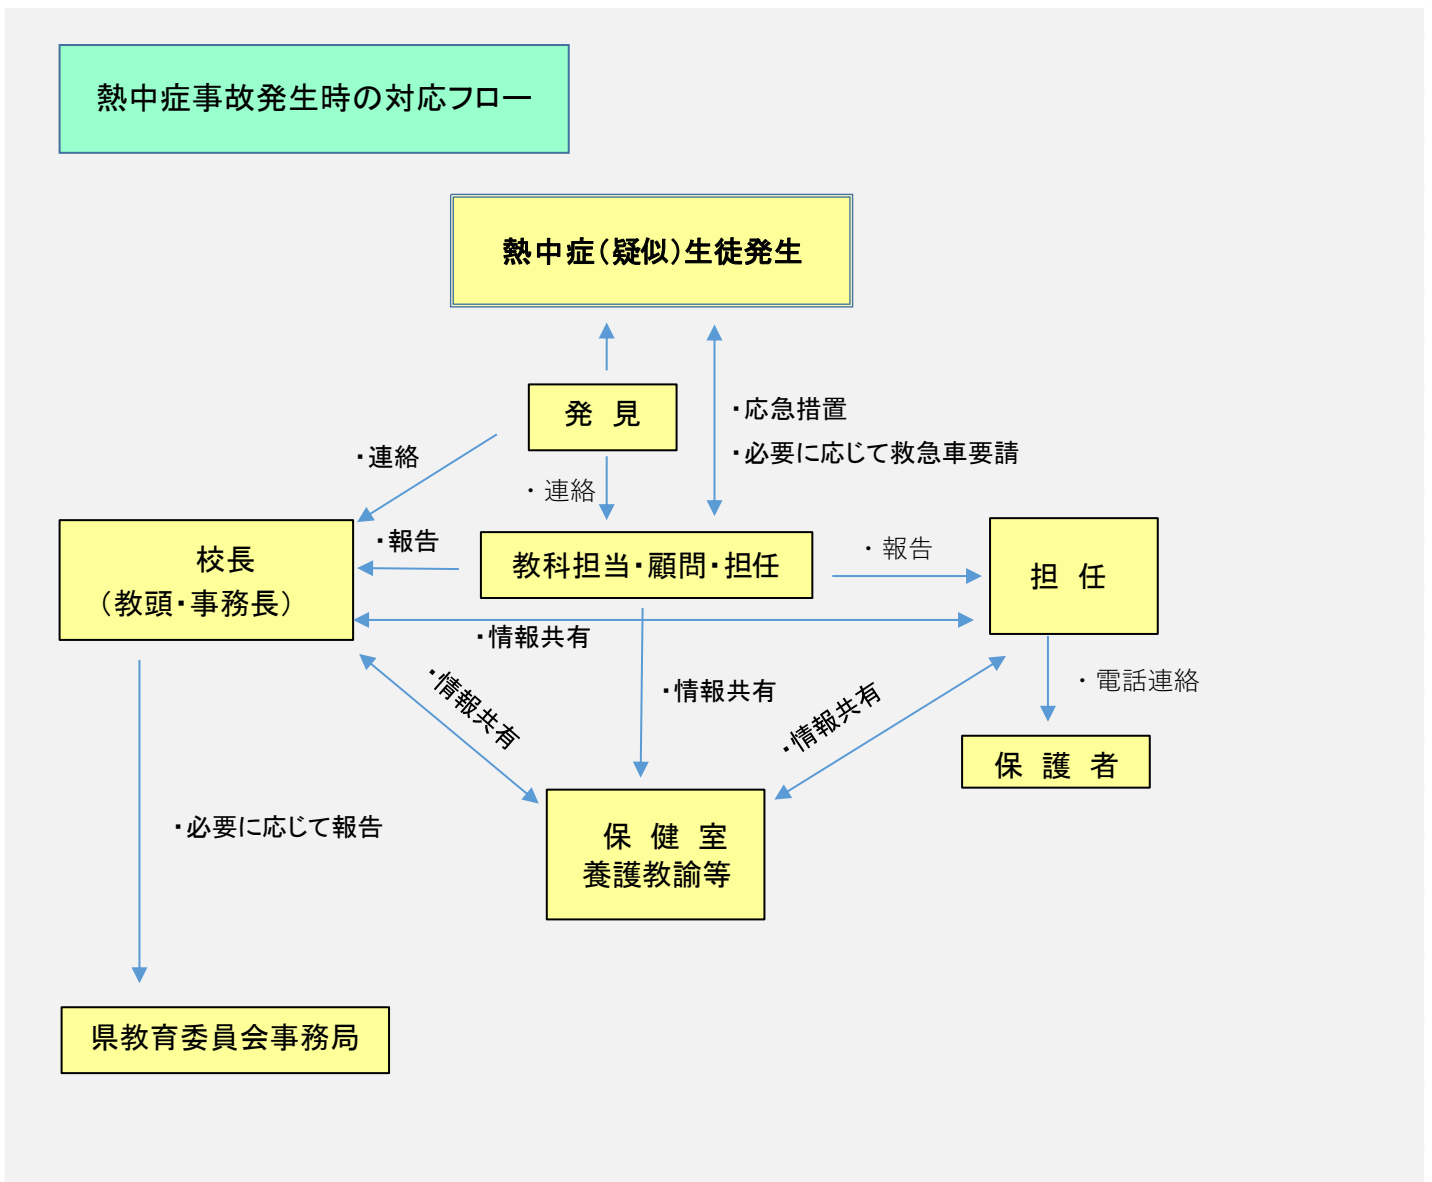 熱中症事故発生時の対応フロー
熱中症（疑似）生徒発生
発　見
・応急措置
・必要に応じて救急車要請
・連絡
・連絡
・報告
校長
（教頭・事務長）
教科担当・顧問・担任
・報告
担　任
・情報共有
・情報共有
・情報共有
・情報共有
・電話連絡
保　護　者
・必要に応じて報告
保　健　室
養護教諭等
県教育委員会事務局